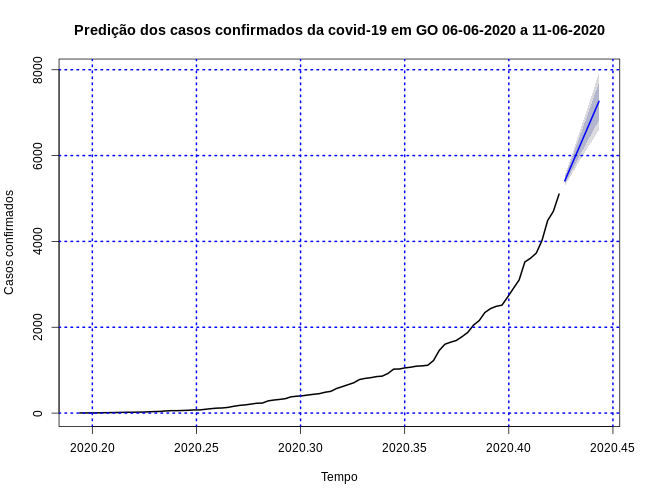 Predição dos casos confirmados da covid-19 em GO 06-06-2020 a 11-06-2020
8000
6000
4000
2000
0
Casos confirmados
2020.20 2020.25 2020.30 2020.35 2020.40 2020.45
Tempo